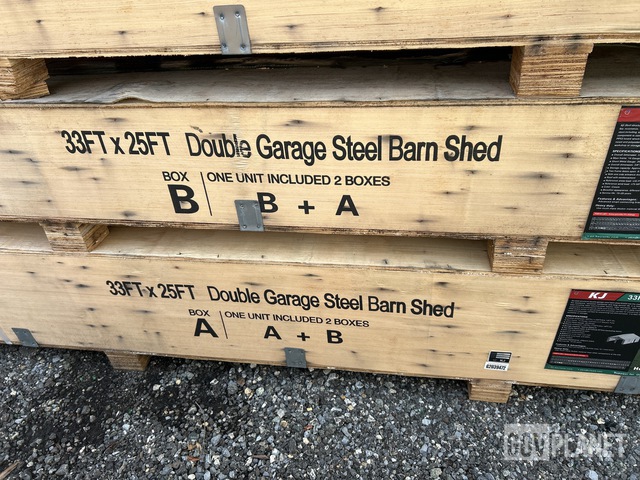 33FT x 25FT Double Garage Steel Barn Shed
BOX
B
ONE UNIT INCLUDED 2 BOXES
B + A
33FT x 25FT Double Garage Steel Barn Shed
BOX
A
ONE UNIT INCLUDED 2 BOXES
A + B
KJ
GOVPLANET